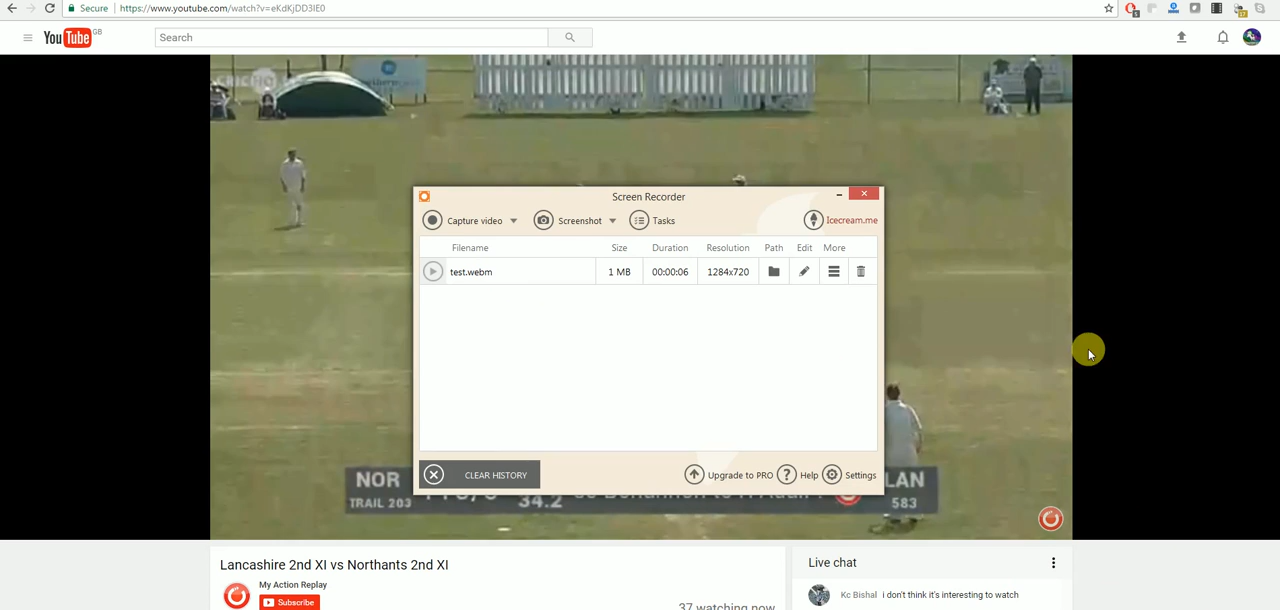 Secure
https://www.youtube.com/watch?v=eKdKjDD3lE0
YouTube GB
Search
CRICHQ
Screen Recorder
Capture video
Screenshot
Tasks
Icecream.me
Filename Size Duration Resolution Path Edit More
test.webm 1 MB 00:00:06 1284x720
CLEAR HISTORY
Upgrade to PRO
Help
Settings
NOR
TRAIL 203
34.2
LAN
583
Lancashire 2nd XI vs Northants 2nd XI
My Action Replay
Subscribe
37 watching now
Live chat
Kc Bishal i don't think it's interesting to watch